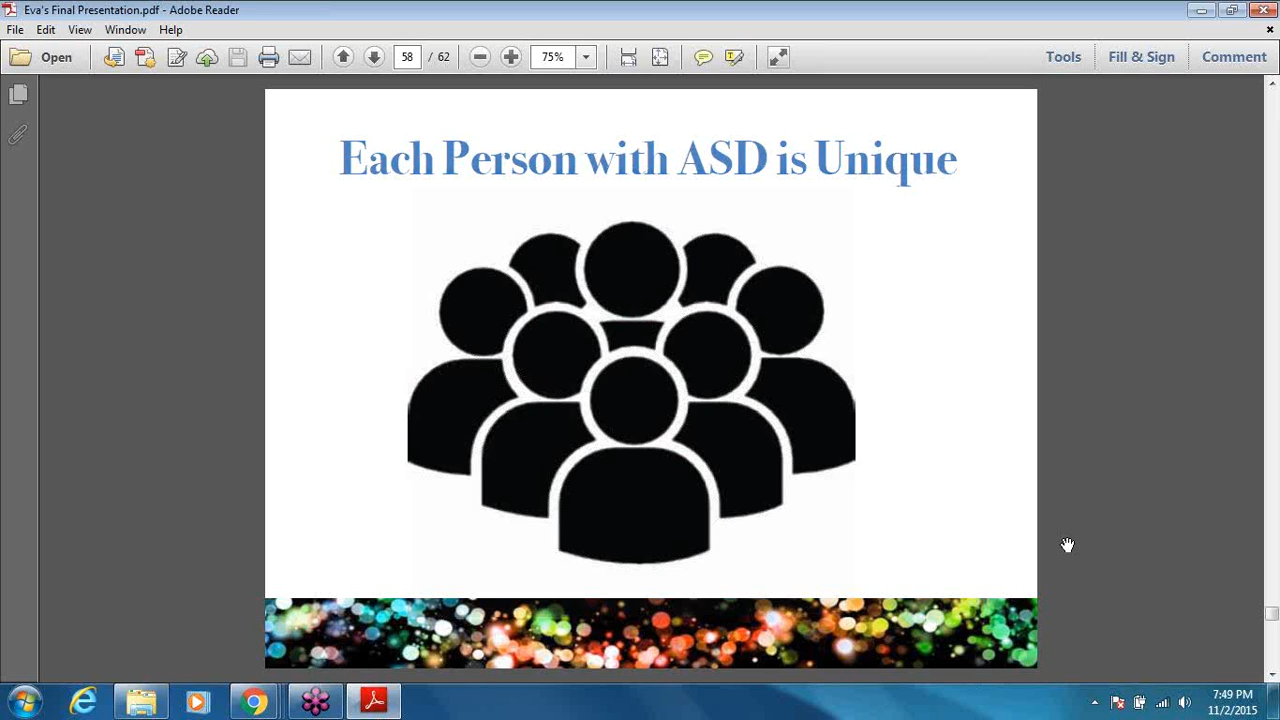 Eva's Final Presentation.pdf - Adobe Reader
File Edit View Window Help
Open 58 / 62 75% Tools Fill & Sign Comment
Each Person with ASD is Unique
7:49 PM
11/2/2015